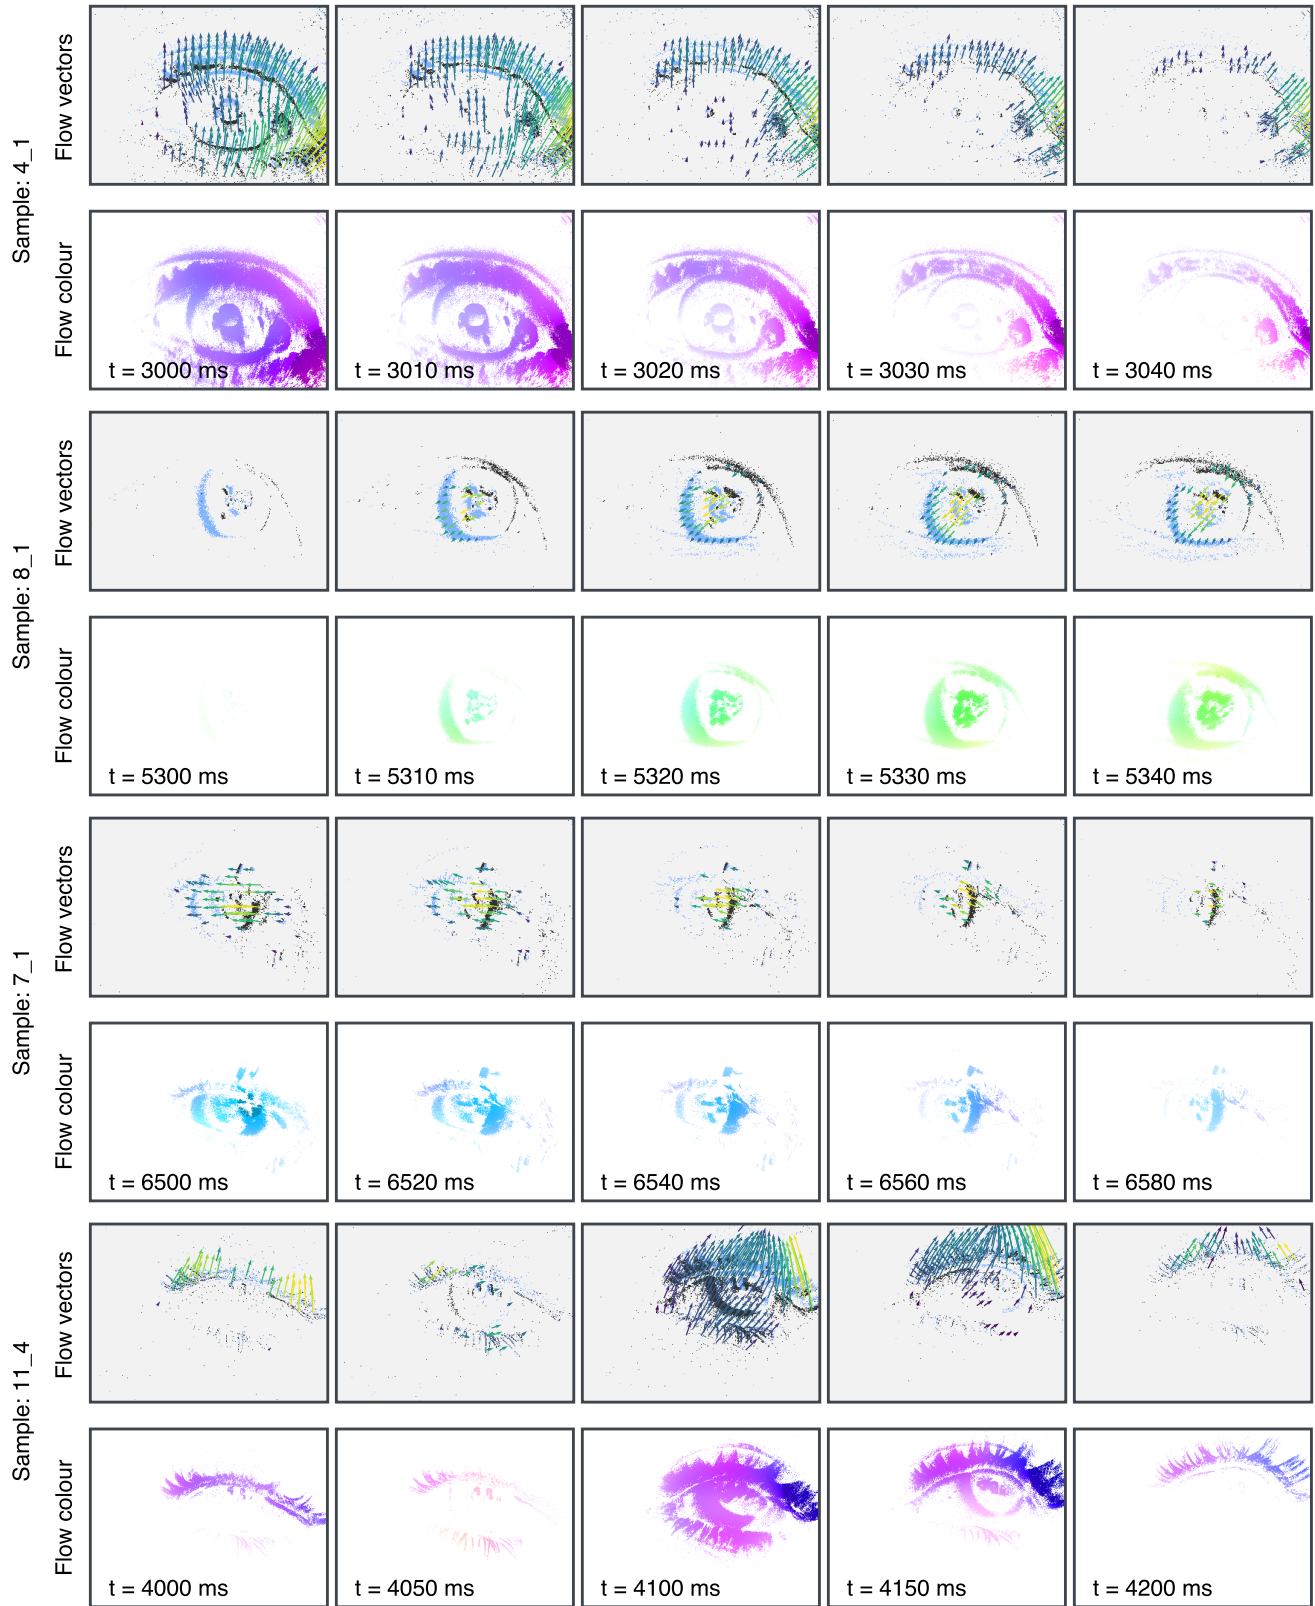 Sample: 4_1
Flow vectors
Flow colour
t = 3000 ms
t = 3010 ms
t = 3020 ms
t = 3030 ms
t = 3040 ms
Sample: 8_1
Flow vectors
Flow colour
t = 5300 ms
t = 5310 ms
t = 5320 ms
t = 5330 ms
t = 5340 ms
Sample: 7_1
Flow vectors
Flow colour
t = 6500 ms
t = 6520 ms
t = 6540 ms
t = 6560 ms
t = 6580 ms
Sample: 11_4
Flow vectors
Flow colour
t = 4000 ms
t = 4050 ms
t = 4100 ms
t = 4150 ms
t = 4200 ms